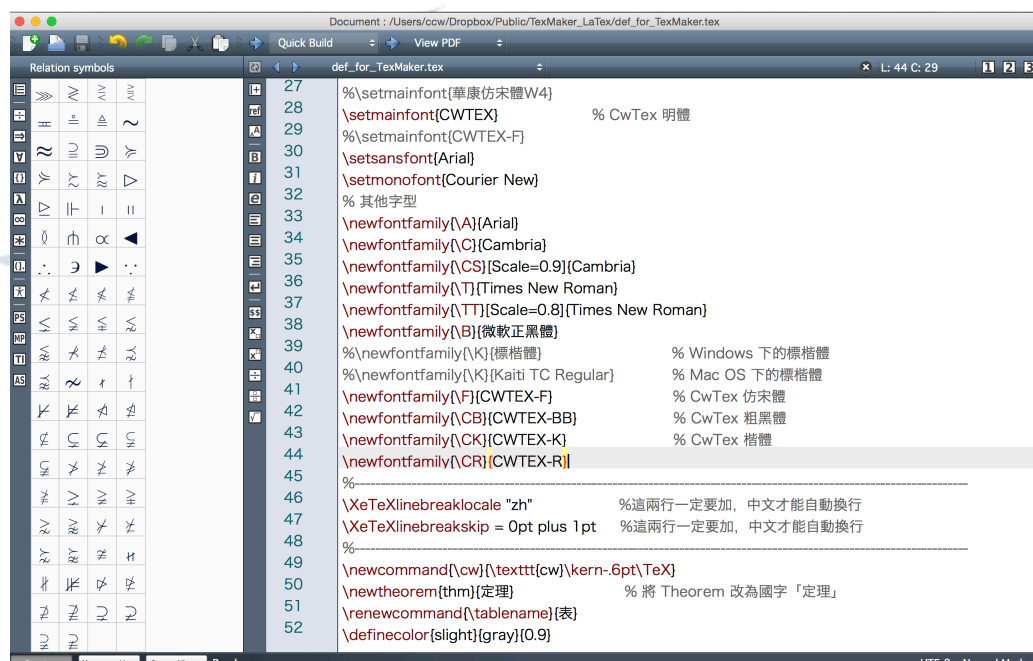 Document : /Users/ccw/Dropbox/Public/TexMaker_LaTex/def_for_TexMaker.tex
Quick Build View PDF
Relation symbols def_for_TexMaker.tex L: 44 C: 29 1 2 3
27 %\setmainfont{華康仿宋體W4}
28 \setmainfont{CWTEX} % CwTex 明體
29 %\setmainfont{CWTEX-F}
30 \setsansfont{Arial}
31 \setmonofont{Courier New}
32 % 其他字型
33 \newfontfamily{\A}{Arial}
34 \newfontfamily{\C}{Cambria}
35 \newfontfamily{\CS}[Scale=0.9]{Cambria}
36 \newfontfamily{\T}{Times New Roman}
37 \newfontfamily{\TT}[Scale=0.8]{Times New Roman}
38 \newfontfamily{\B}{微軟正黑體}
39 %\newfontfamily{\K}{標楷體} % Windows 下的標楷體
40 %\newfontfamily{\K}{Kaiti TC Regular} % Mac OS 下的標楷體
41 \newfontfamily{\F}{CWTEX-F} % CwTex 仿宋體
42 \newfontfamily{\CB}{CWTEX-BB} % CwTex 粗黑體
43 \newfontfamily{\CK}{CWTEX-K} % CwTex 楷體
44 \newfontfamily{\CR}{CWTEX-R}
45 %--------------------------------------------------
46 \XeTeXlinebreaklocale "zh" %這兩行一定要加，中文才能自動換行
47 \XeTeXlinebreakskip = 0pt plus 1pt %這兩行一定要加，中文才能自動換行
48 %--------------------------------------------------
49 \newcommand{\cw}{\texttt{cw}\kern-.6pt\TeX}
50 \newtheorem{thm}{定理} % 將 Theorem 改為國字「定理」
51 \renewcommand{\tablename}{表}
52 \definecolor{slight}{gray}{0.9}